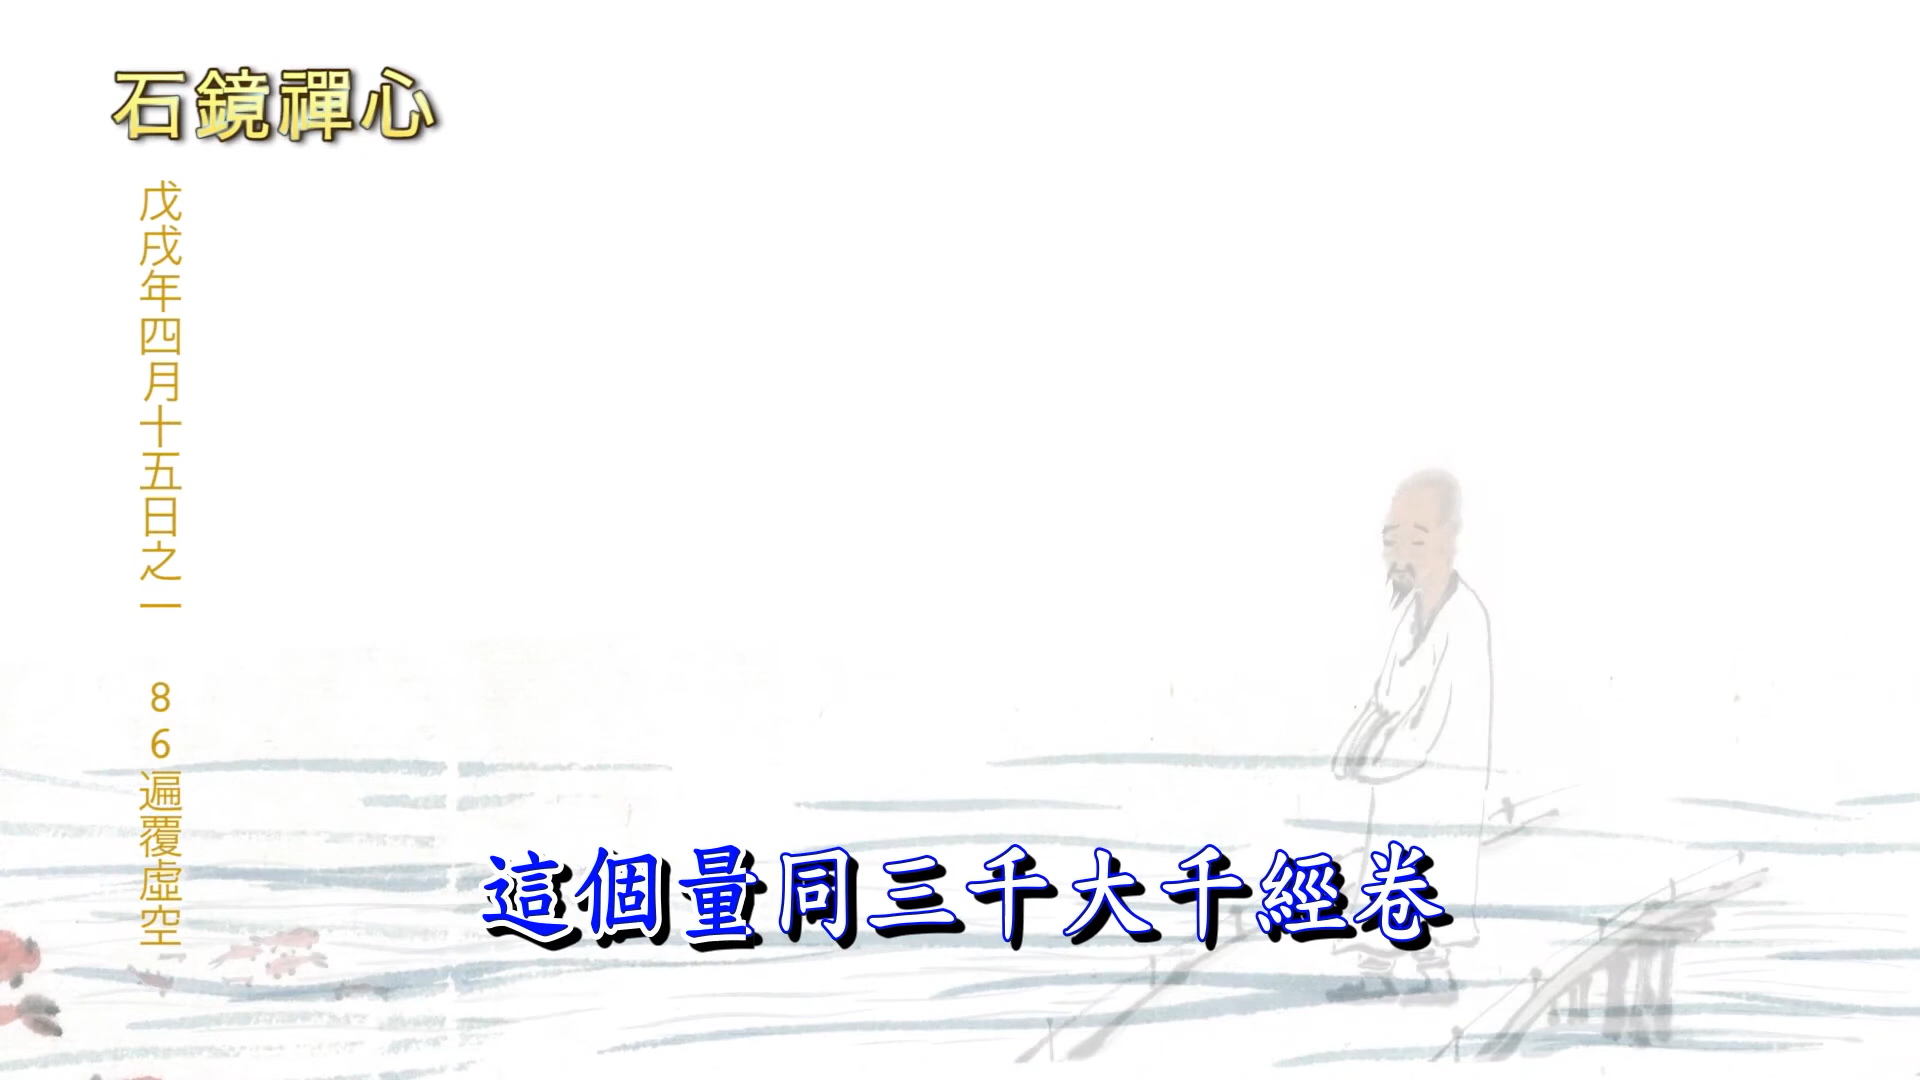 石鏡禪心
戊戌年四月十五日之一 86遍覆虛空
這個量同三千大千經卷